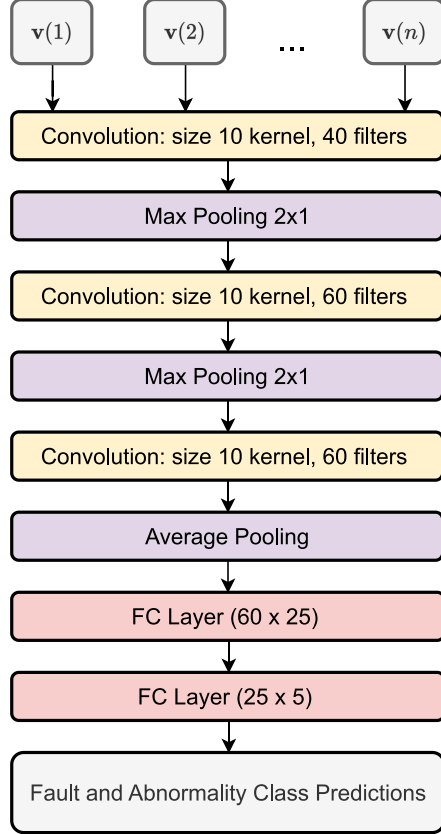 v(1) v(2) ... v(n)
Convolution: size 10 kernel, 40 filters
Max Pooling 2x1
Convolution: size 10 kernel, 60 filters
Max Pooling 2x1
Convolution: size 10 kernel, 60 filters
Average Pooling
FC Layer (60 x 25)
FC Layer (25 x 5)
Fault and Abnormality Class Predictions